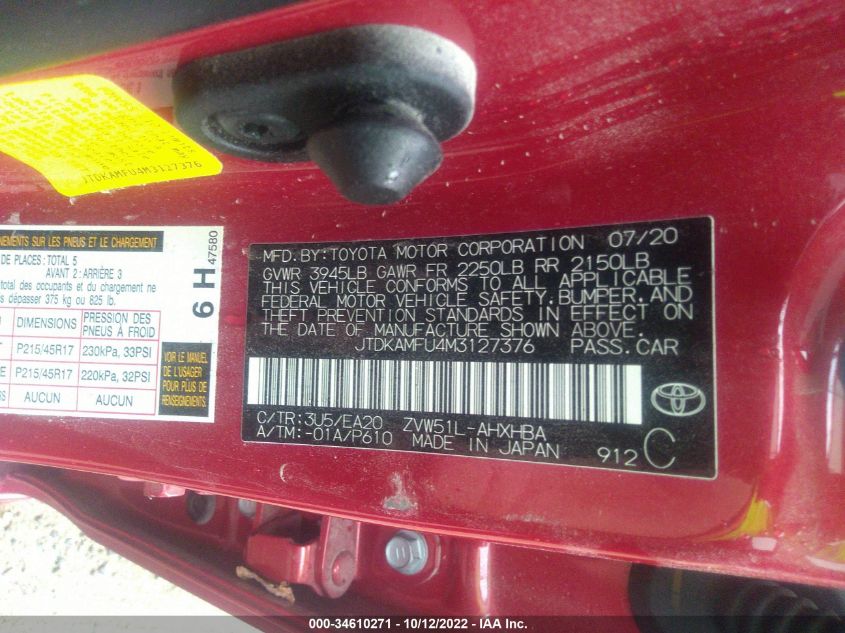 JTDKAMFU4M3127376
NEMENTS SUR LES PNEUS ET LE CHARGEMENT
DE PLACES: TOTAL 5
AVANT 2: ARRIÈRE 3
total des occupants et du chargement ne
s dépasser 375 kg ou 825 lb.
DIMENSIONS PRESSION DES PNEUS À FROID
P215/45R17 230kPa, 33PSI
E P215/45R17 220kPa, 32PSI
AUCUN AUCUN
VOIR LE MANUEL
DE L'USAGER
POUR PLUS DE
RENSEIGNEMENTS.
6 H 47580
MFD. BY: TOYOTA MOTOR CORPORATION 07/20
GVWR 3945LB GAWR FR 2250LB RR 2150LB
THIS VEHICLE CONFORMS TO ALL APPLICABLE
FEDERAL MOTOR VEHICLE SAFETY, BUMPER, AND
THEFT PREVENTION STANDARDS IN EFFECT ON
THE DATE OF MANUFACTURE SHOWN ABOVE.
JTDKAMFU4M3127376 PASS. CAR
C/TR: 3U5/EA20 ZVW51L-AHXHBA
A/TM: -01A/P610 MADE IN JAPAN 912 C
000-34610271 - 10/12/2022 - IAA Inc.